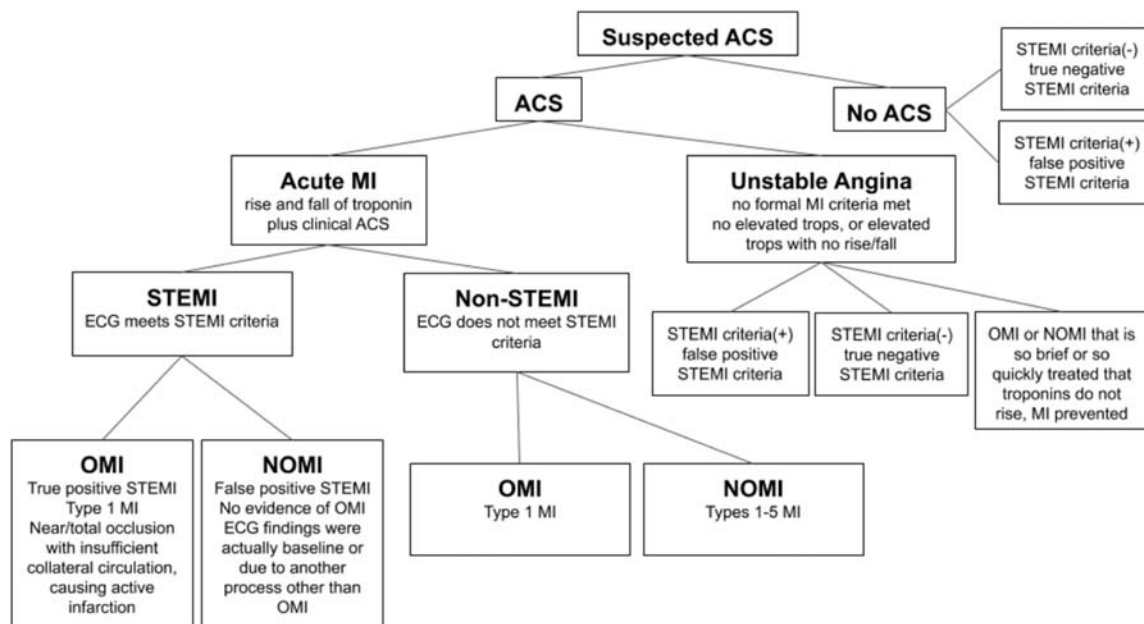 Suspected ACS
ACS
No ACS
STEMI criteria(-)
true negative
STEMI criteria
STEMI criteria(+)
false positive
STEMI criteria
Acute MI
rise and fall of troponin
plus clinical ACS
Unstable Angina
no formal MI criteria met
no elevated trops, or elevated
trops with no rise/fall
STEMI
ECG meets STEMI criteria
Non-STEMI
ECG does not meet STEMI
criteria
STEMI criteria(+)
false positive
STEMI criteria
STEMI criteria(-)
true negative
STEMI criteria
OMI or NOMI that is
so brief or so
quickly treated that
troponins do not
rise, MI prevented
OMI
True positive STEMI
Type 1 MI
Near/total occlusion
with insufficient
collateral circulation,
causing active
infarction
NOMI
False positive STEMI
No evidence of OMI
ECG findings were
actually baseline or
due to another
process other than
OMI
OMI
Type 1 MI
NOMI
Types 1-5 MI